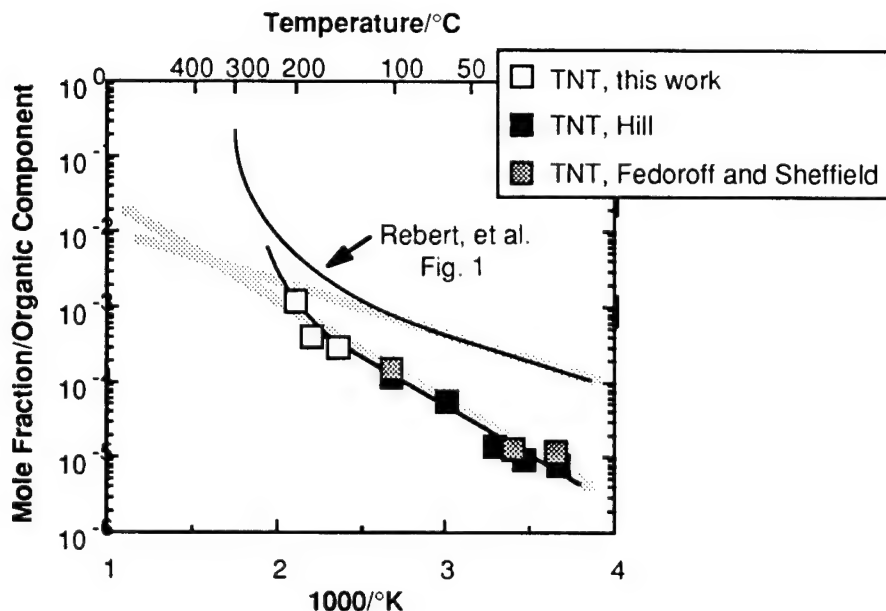 Temperature/°C
400 300 200 100 50
TNT, this work
TNT, Hill
TNT, Fedoroff and Sheffield
Mole Fraction/Organic Component
10⁰
10⁻¹
10⁻²
10⁻³
10⁻⁴
10⁻⁵
10⁻⁶
Rebert, et al.
Fig. 1
1 2 3 4
1000/°K